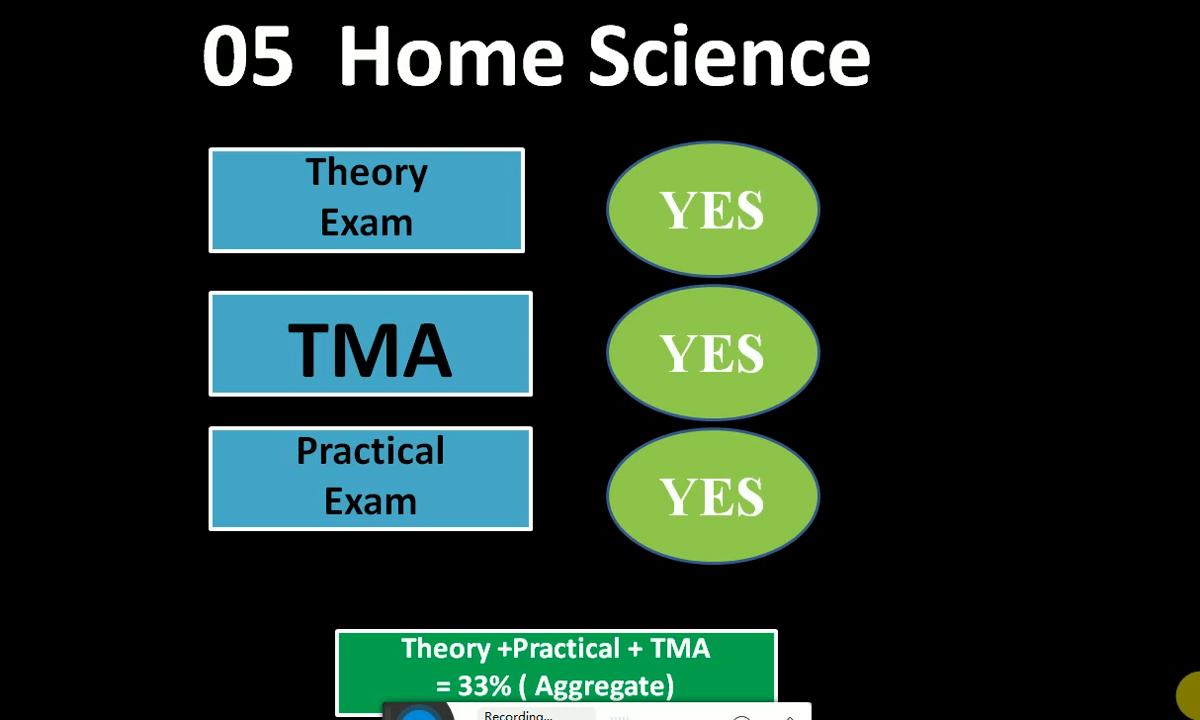 05 Home Science
Theory
Exam
YES
TMA
YES
Practical
Exam
YES
Theory +Practical + TMA
= 33% ( Aggregate)
Recording...